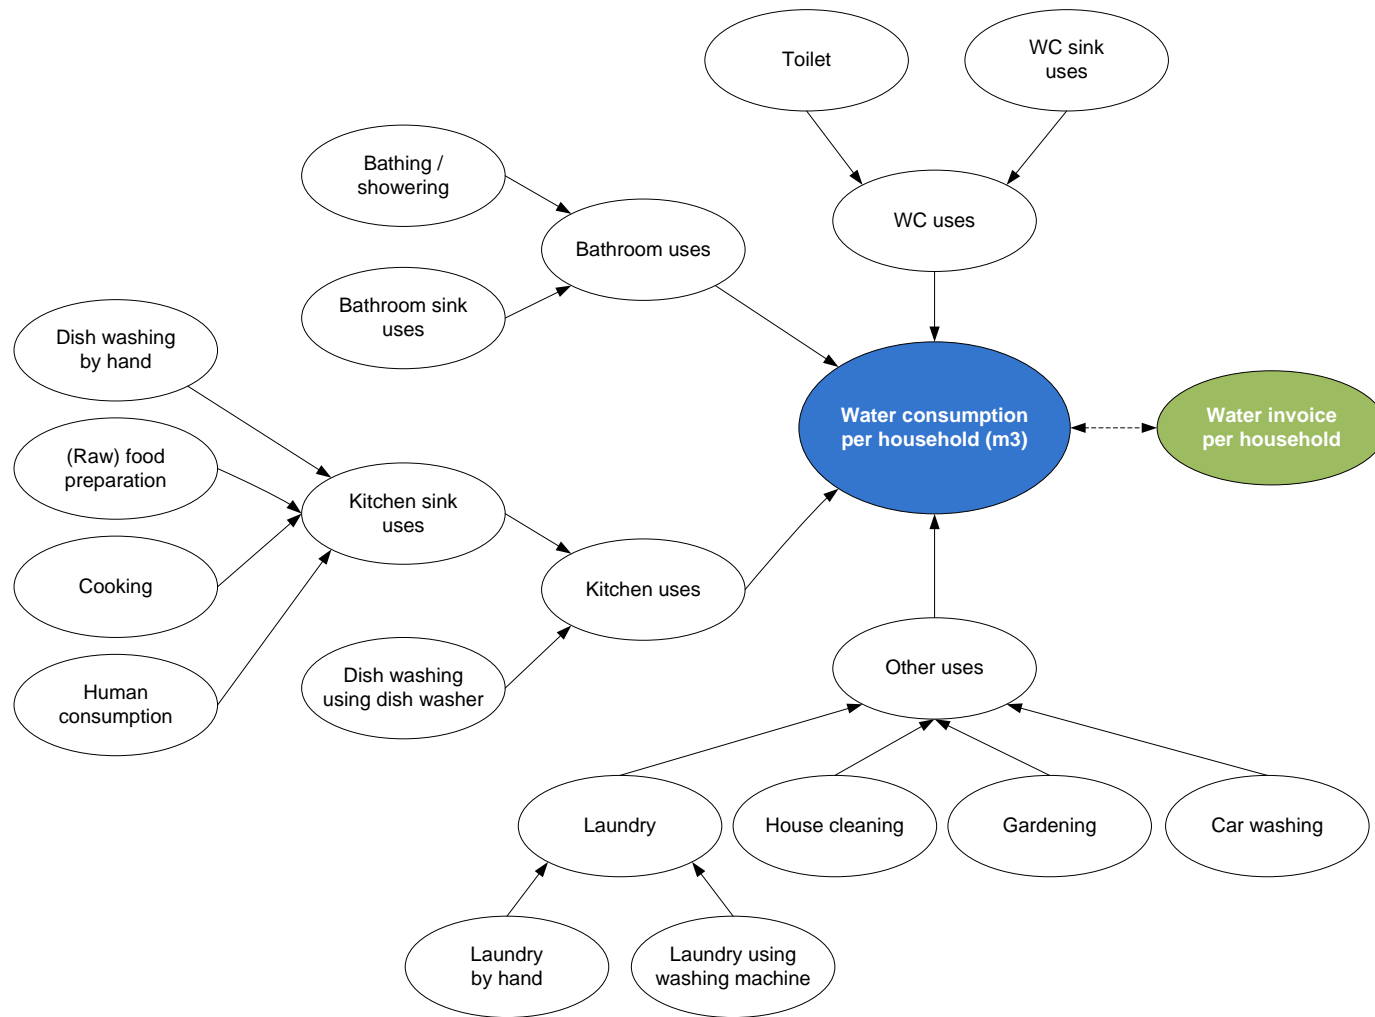 Toilet
WC sink
uses
Bathing /
showering
WC uses
Bathroom uses
Bathroom sink
uses
Dish washing
by hand
Water consumption
per household (m3)
Water invoice
per household
(Raw) food
preparation
Kitchen sink
uses
Cooking
Kitchen uses
Human
consumption
Dish washing
using dish washer
Other uses
Laundry
House cleaning
Gardening
Car washing
Laundry
by hand
Laundry using
washing machine